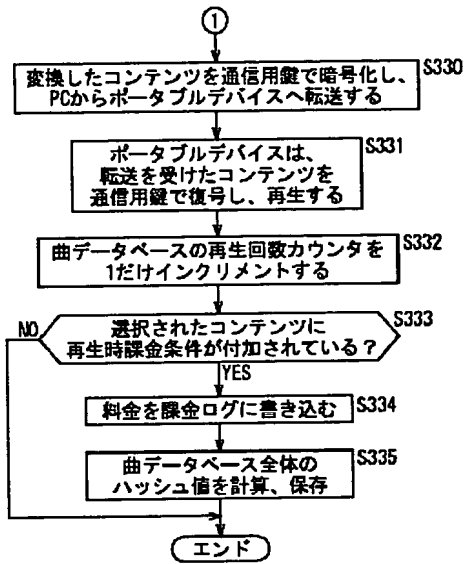 1
変換したコンテンツを通信用鍵で暗号化し、
PCからポータブルデバイスへ転送する
S330
ポータブルデバイスは、
転送を受けたコンテンツを
通信用鍵で復号し、再生する
S331
曲データベースの再生回数カウンタを
1だけインクリメントする
S332
選択されたコンテンツに
再生時課金条件が付加されている？
S333
NO
YES
料金を課金ログに書き込む
S334
曲データベース全体の
ハッシュ値を計算、保存
S335
エンド